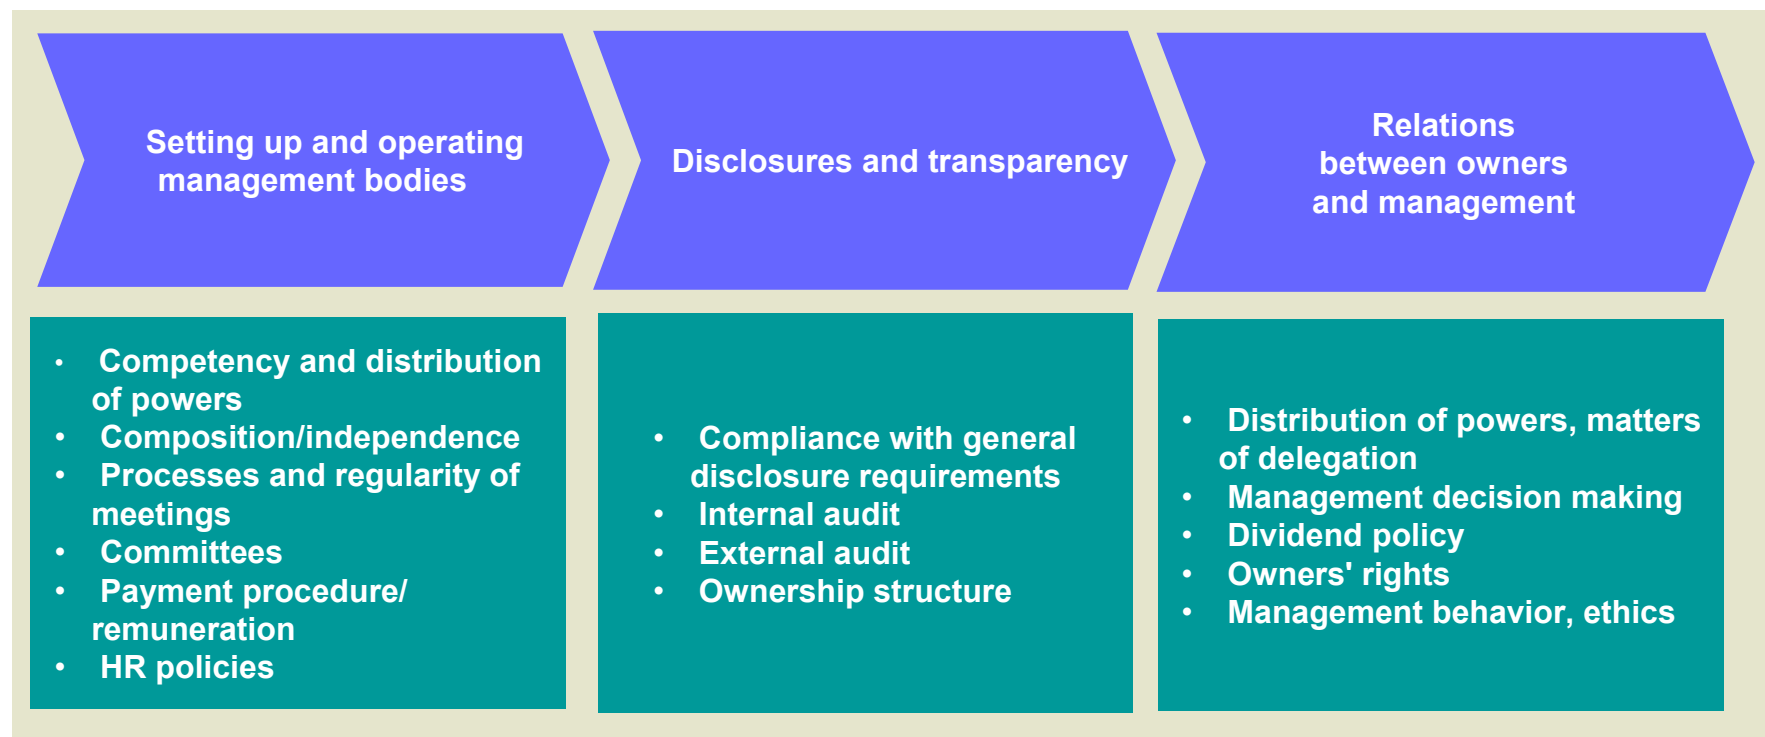 Setting up and operating
management bodies
Disclosures and transparency
Relations
between owners
and management
• Competency and distribution
of powers
• Composition/independence
• Processes and regularity of
meetings
• Committees
• Payment procedure/
remuneration
• HR policies
• Compliance with general
disclosure requirements
• Internal audit
• External audit
• Ownership structure
• Distribution of powers, matters
of delegation
• Management decision making
• Dividend policy
• Owners' rights
• Management behavior, ethics